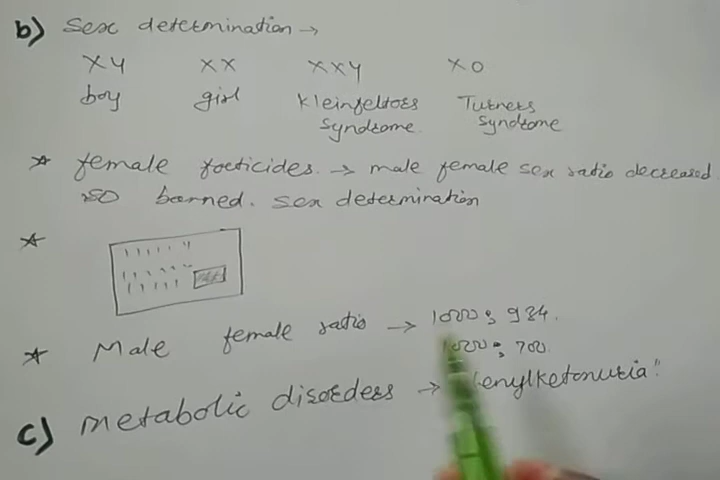 b) Sex determination →
XY XX XXY XO
boy girl Kleinfelters Turners
Syndrome Syndrome
* female foeticides. → male female sex ratio decreased
so banned. sex determination
*
* Male female ratio → 1000 : 934.
1000 : 700.
c) metabolic disorders → enylketonuria"